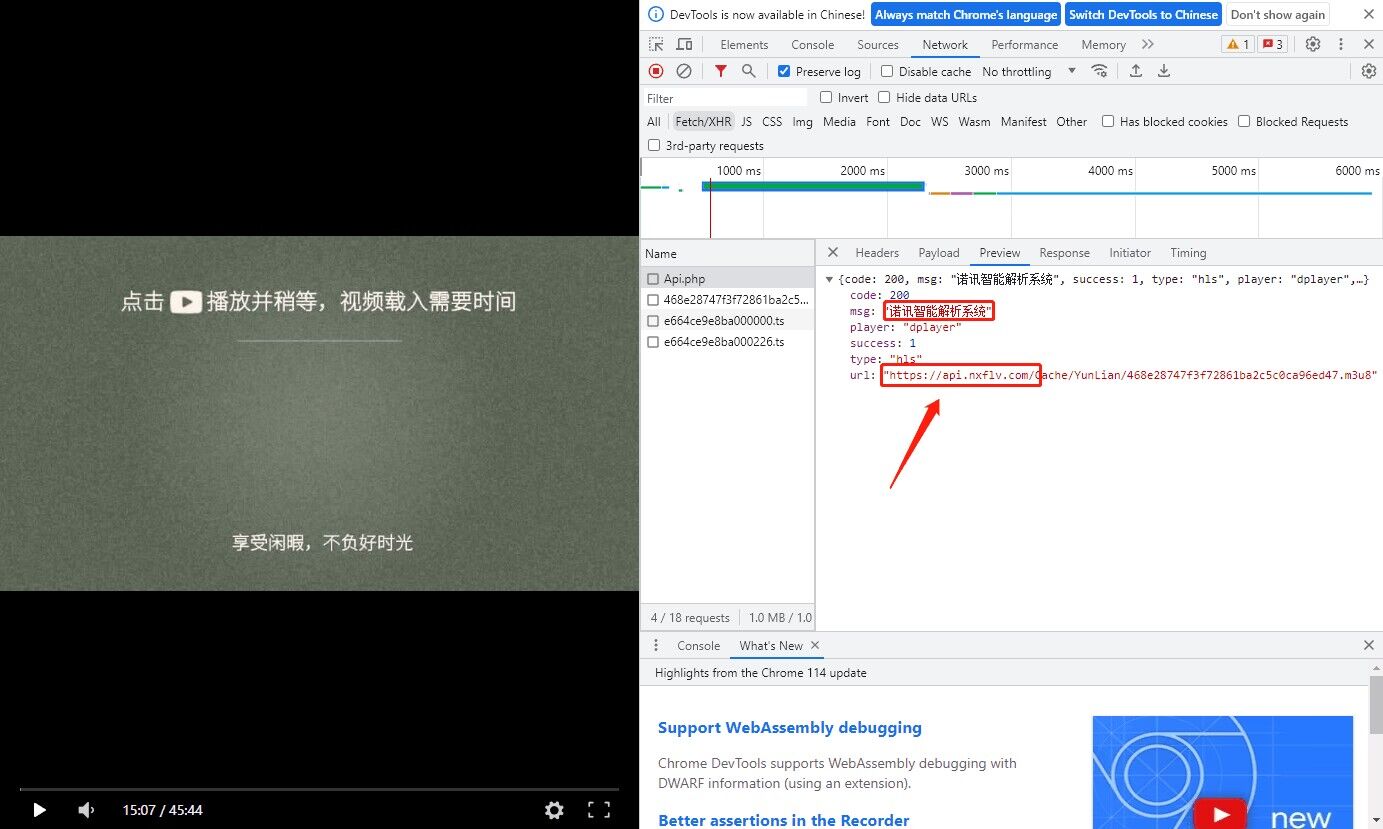 点击 播放并稍等，视频载入需要时间
享受闲暇，不负好时光
15:07 / 45:44
DevTools is now available in Chinese! Always match Chrome's language Switch DevTools to Chinese Don't show again
Elements Console Sources Network Performance Memory 1 3
Preserve log Disable cache No throttling
Filter Invert Hide data URLs
All Fetch/XHR JS CSS Img Media Font Doc WS Wasm Manifest Other Has blocked cookies Blocked Requests
3rd-party requests
1000 ms 2000 ms 3000 ms 4000 ms 5000 ms 6000 ms
Name
Api.php
468e28747f3f72861ba2c5...
e664ce9e8ba000000.ts
e664ce9e8ba000226.ts
4 / 18 requests 1.0 MB / 1.0
Headers Payload Preview Response Initiator Timing
{code: 200, msg: "诺讯智能解析系统", success: 1, type: "hls", player: "dplayer",…}
code: 200
msg: "诺讯智能解析系统"
player: "dplayer"
success: 1
type: "hls"
url: "https://api.nxflv.com/Cache/YunLian/468e28747f3f72861ba2c5c0ca96ed47.m3u8"
Console What's New
Highlights from the Chrome 114 update
Support WebAssembly debugging
Chrome DevTools supports WebAssembly debugging with
DWARF information (using an extension).
Better assertions in the Recorder
new